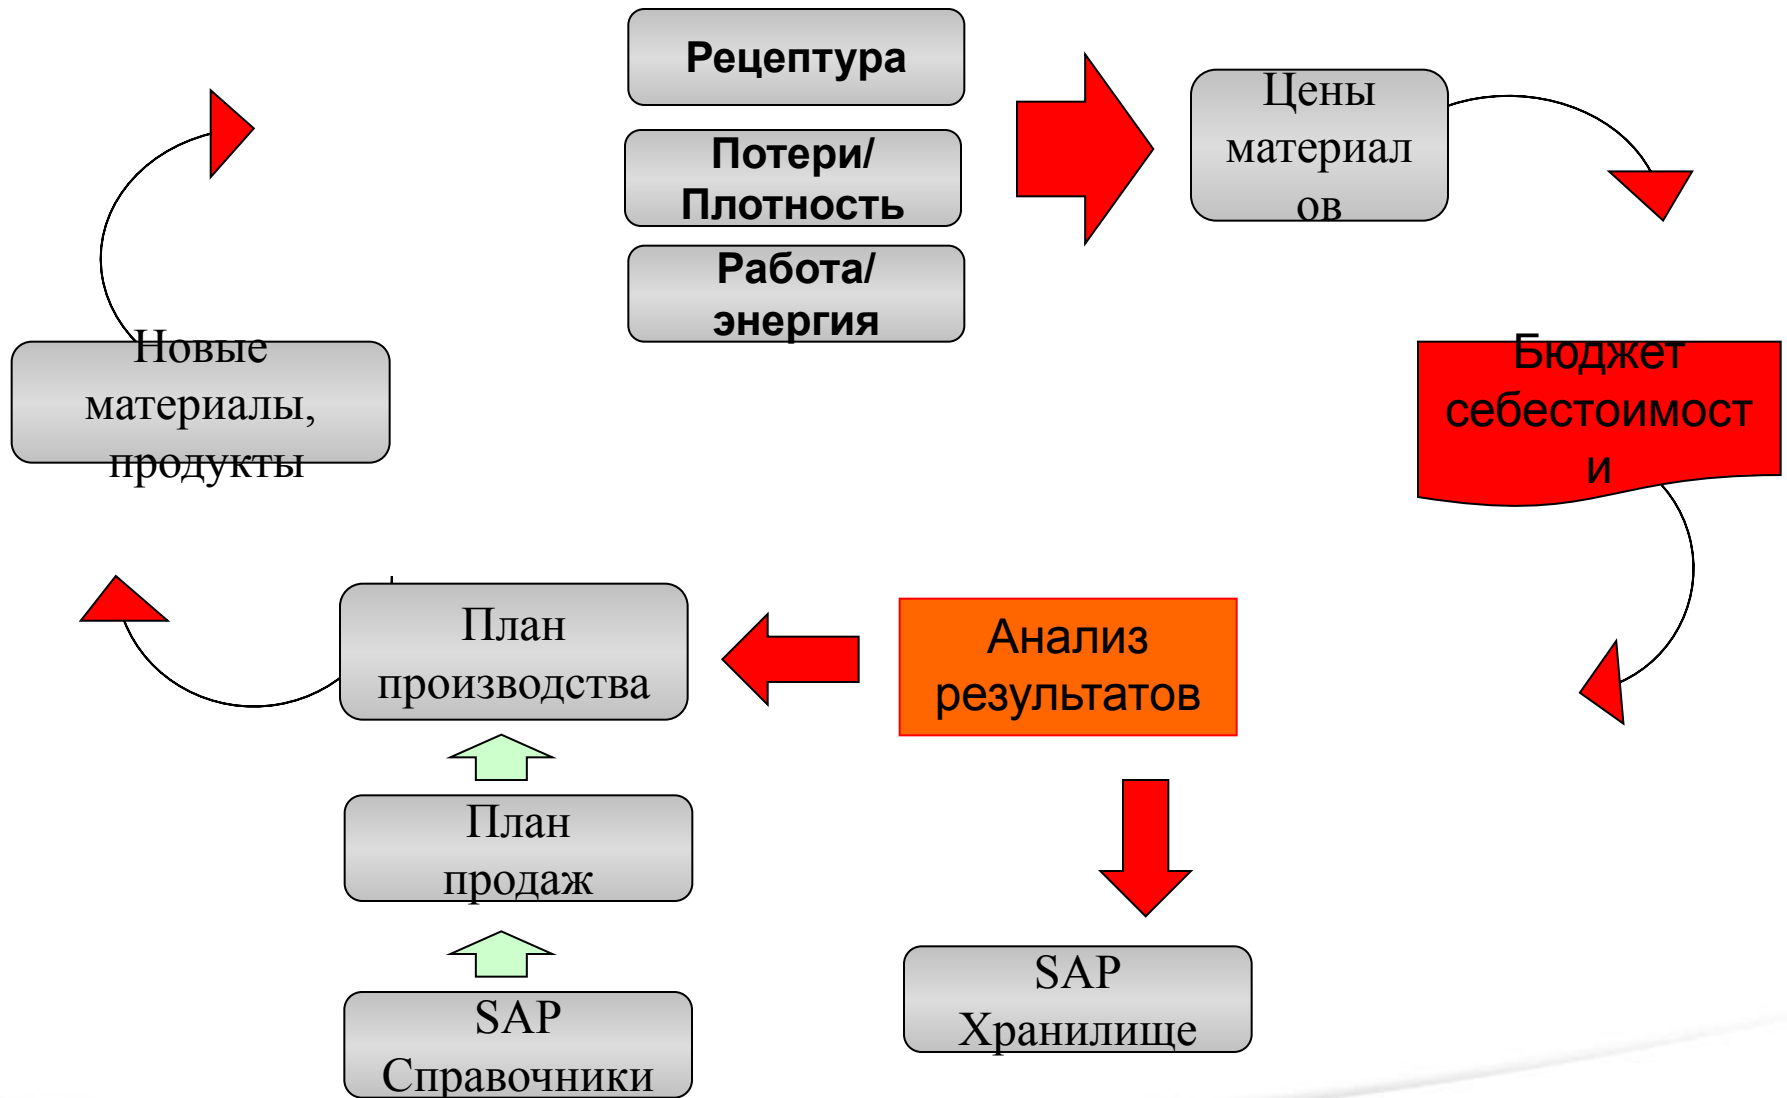 Рецептура
Потери/
Плотность
Работа/
энергия
Цены
материал
ов
Новые
материалы,
продукты
Бюджет
себестоимост
и
План
производства
Анализ
результатов
План
продаж
SAP
Справочники
SAP
Хранилище